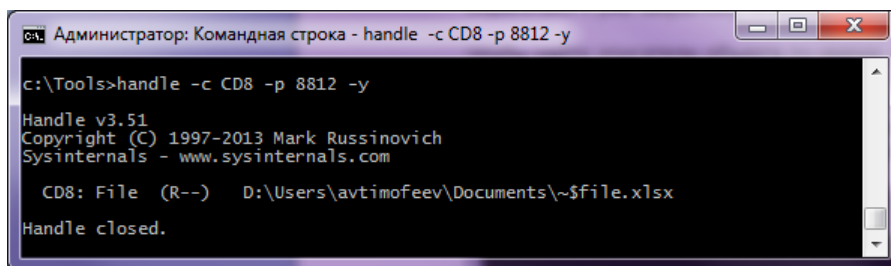 Администратор: Командная строка - handle  -c CD8 -p 8812 -y
c:\Tools>handle -c CD8 -p 8812 -y
Handle v3.51
Copyright (C) 1997-2013 Mark Russinovich
Sysinternals - www.sysinternals.com
CD8: File  (R--)   D:\Users\avtimofeev\Documents\~$file.xlsx
Handle closed.